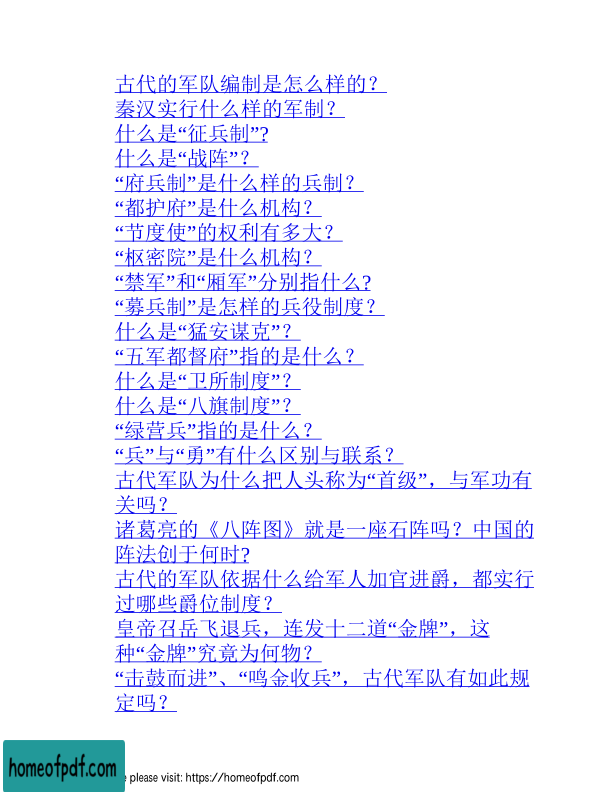 古代的军队编制是怎么样的？
秦汉实行什么样的军制？
什么是“征兵制”?
什么是“战阵”？
“府兵制”是什么样的兵制？
“都护府”是什么机构？
“节度使”的权利有多大？
“枢密院”是什么机构？
“禁军”和“厢军”分别指什么?
“募兵制”是怎样的兵役制度？
什么是“猛安谋克”？
“五军都督府”指的是什么？
什么是“卫所制度”？
什么是“八旗制度”？
“绿营兵”指的是什么？
“兵”与“勇”有什么区别与联系？
古代军队为什么把人头称为“首级”，与军功有
关吗？
诸葛亮的《八阵图》就是一座石阵吗？中国的
阵法创于何时?
古代的军队依据什么给军人加官进爵，都实行
过哪些爵位制度？
皇帝召岳飞退兵，连发十二道“金牌”，这
种“金牌”究竟为何物？
“击鼓而进”、“鸣金收兵”，古代军队有如此规
定吗？
homeofpdf.com
e please visit: https://homeofpdf.com